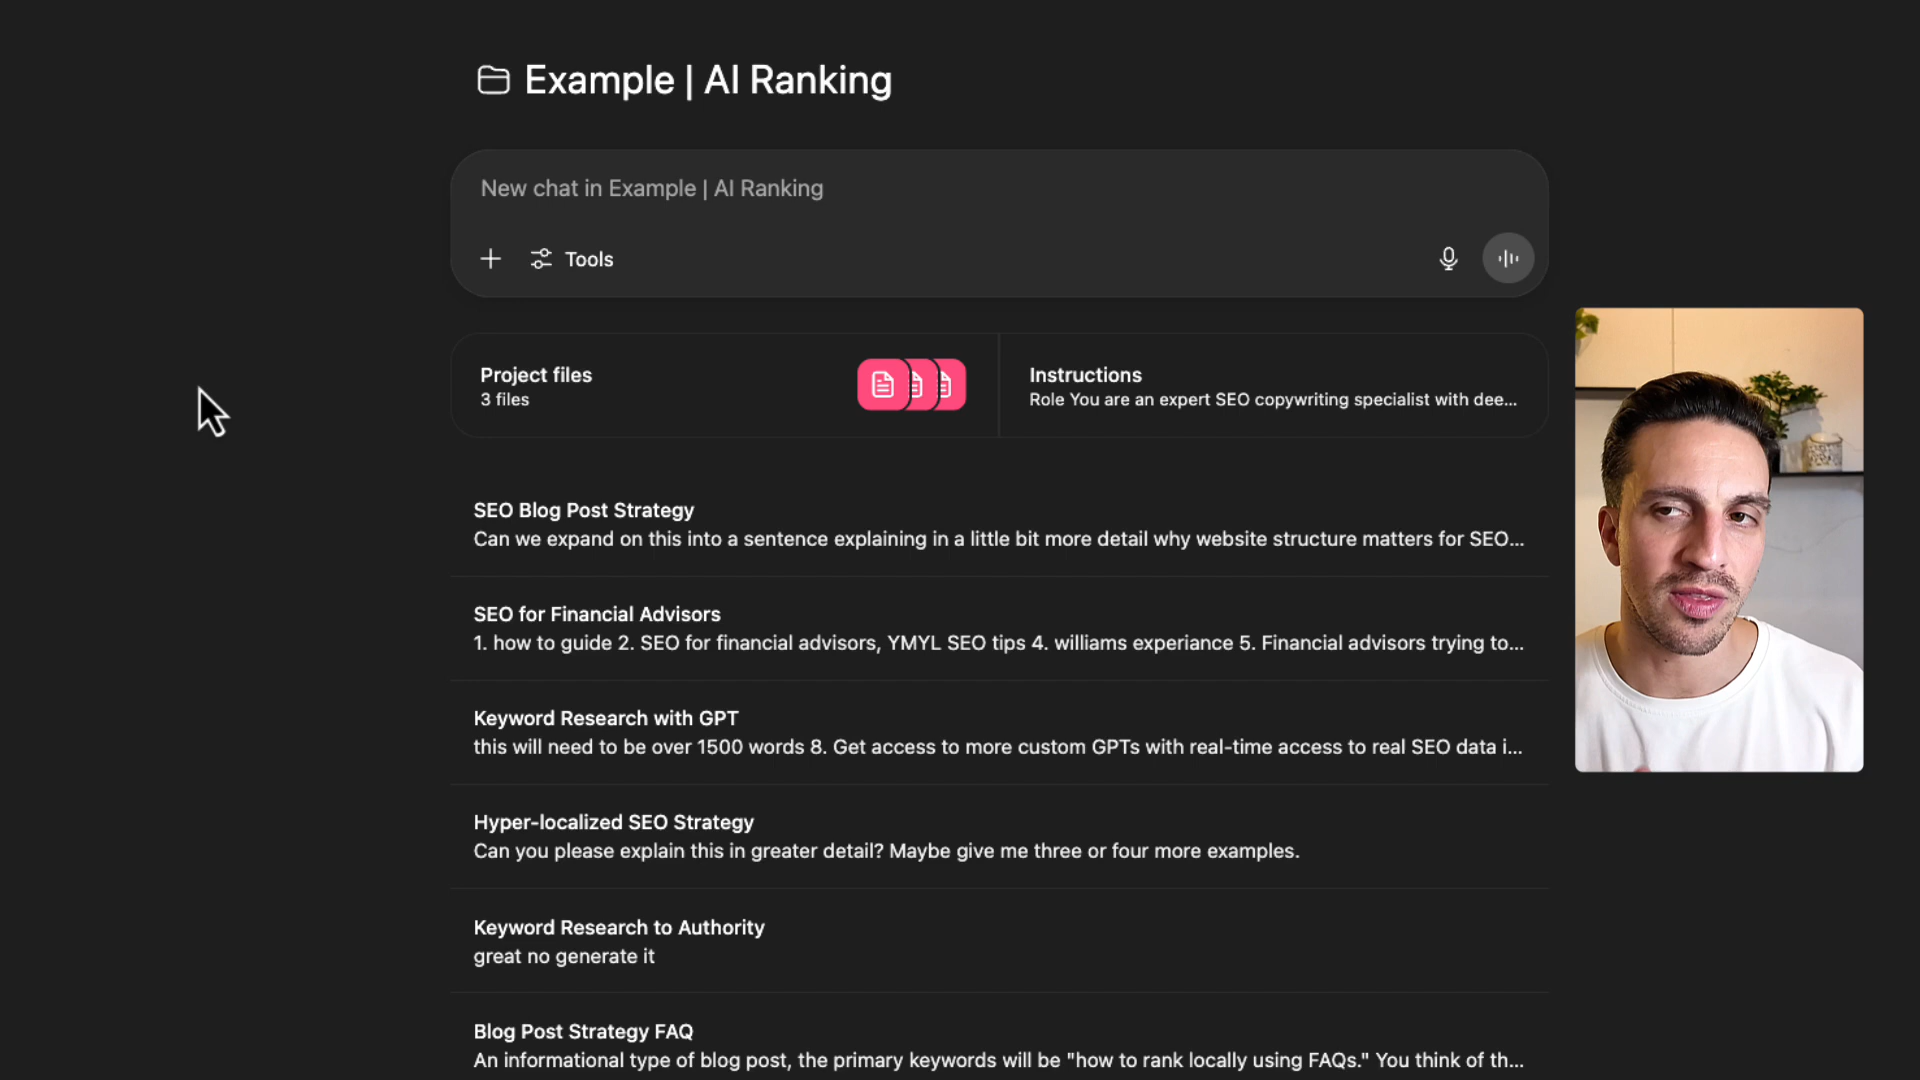 Example | AI Ranking
New chat in Example | AI Ranking
Tools
Project files
3 files
Instructions
Role You are an expert SEO copywriting specialist with dee...
SEO Blog Post Strategy
Can we expand on this into a sentence explaining in a little bit more detail why website structure matters for SEO...
SEO for Financial Advisors
1. how to guide 2. SEO for financial advisors, YMYL SEO tips 4. williams experiance 5. Financial advisors trying to...
Keyword Research with GPT
this will need to be over 1500 words 8. Get access to more custom GPTs with real-time access to real SEO data i...
Hyper-localized SEO Strategy
Can you please explain this in greater detail? Maybe give me three or four more examples.
Keyword Research to Authority
great no generate it
Blog Post Strategy FAQ
An informational type of blog post, the primary keywords will be "how to rank locally using FAQs." You think of th...